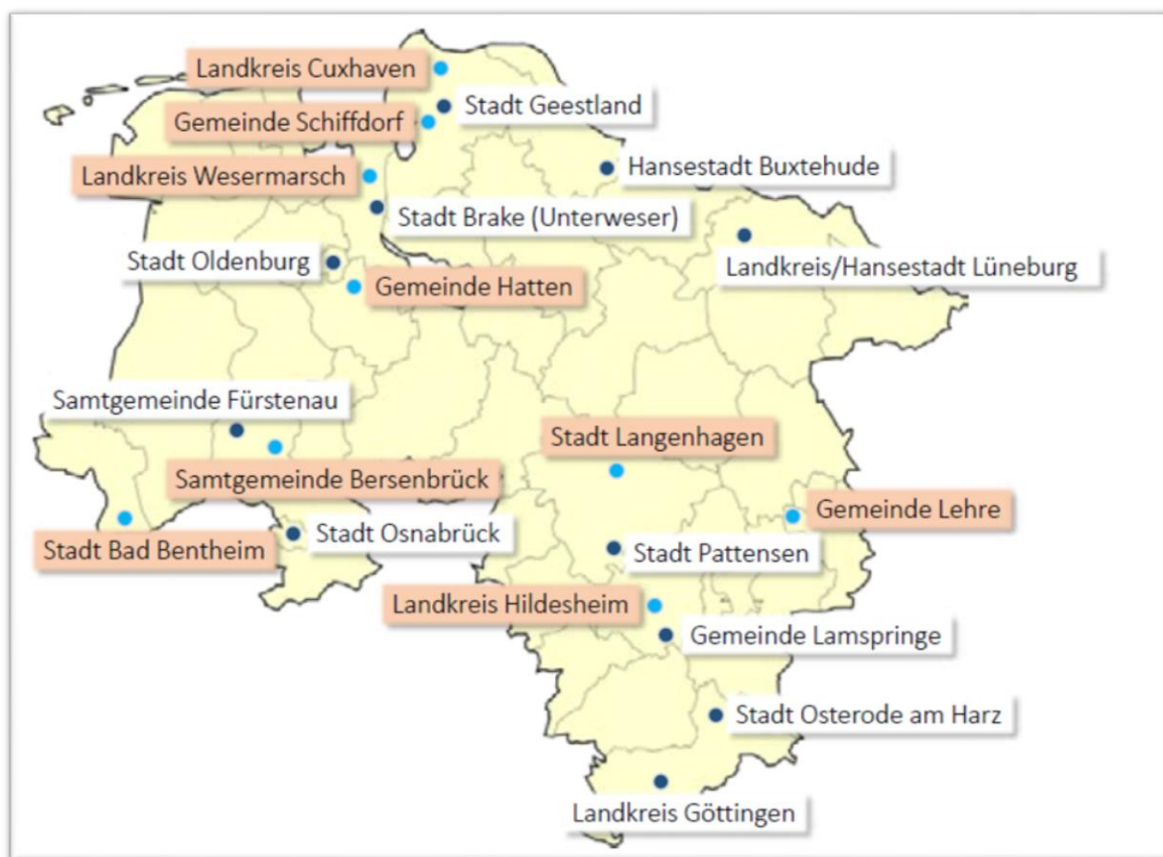 Landkreis Cuxhaven
Stadt Geestland
Gemeinde Schiffdorf
Hansestadt Buxtehude
Landkreis Wesermarsch
Stadt Brake (Unterweser)
Stadt Oldenburg
Landkreis/Hansestadt Lüneburg
Gemeinde Hatten
Samtgemeinde Fürstenau
Stadt Langenhagen
Samtgemeinde Bersenbrück
Gemeinde Lehre
Stadt Osnabrück
Stadt Bad Bentheim
Stadt Pattensen
Landkreis Hildesheim
Gemeinde Lamspringe
Stadt Osterode am Harz
Landkreis Göttingen